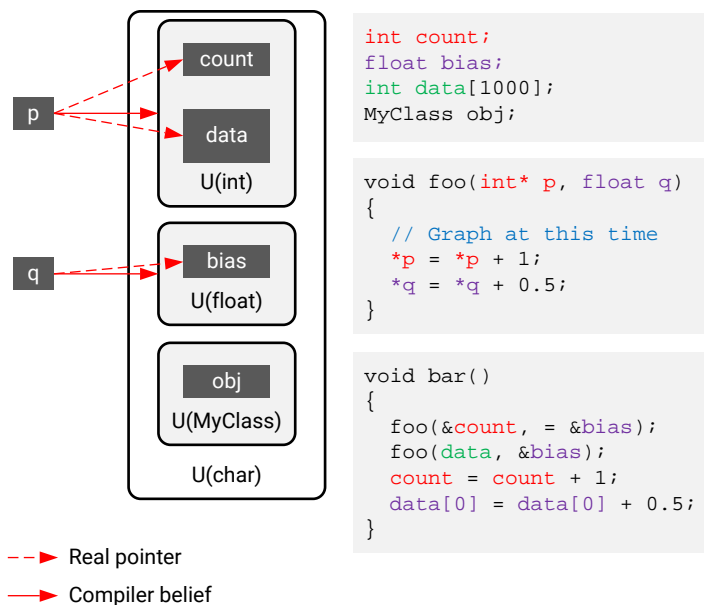 count
p
data
U(int)
q
bias
U(float)
obj
U(MyClass)
U(char)
Real pointer
Compiler belief
int count;
float bias;
int data[1000];
MyClass obj;
void foo(int* p, float q)
{
// Graph at this time
*p = *p + 1;
*q = *q + 0.5;
}
void bar()
{
foo(&count, = &bias);
foo(data, &bias);
count = count + 1;
data[0] = data[0] + 0.5;
}